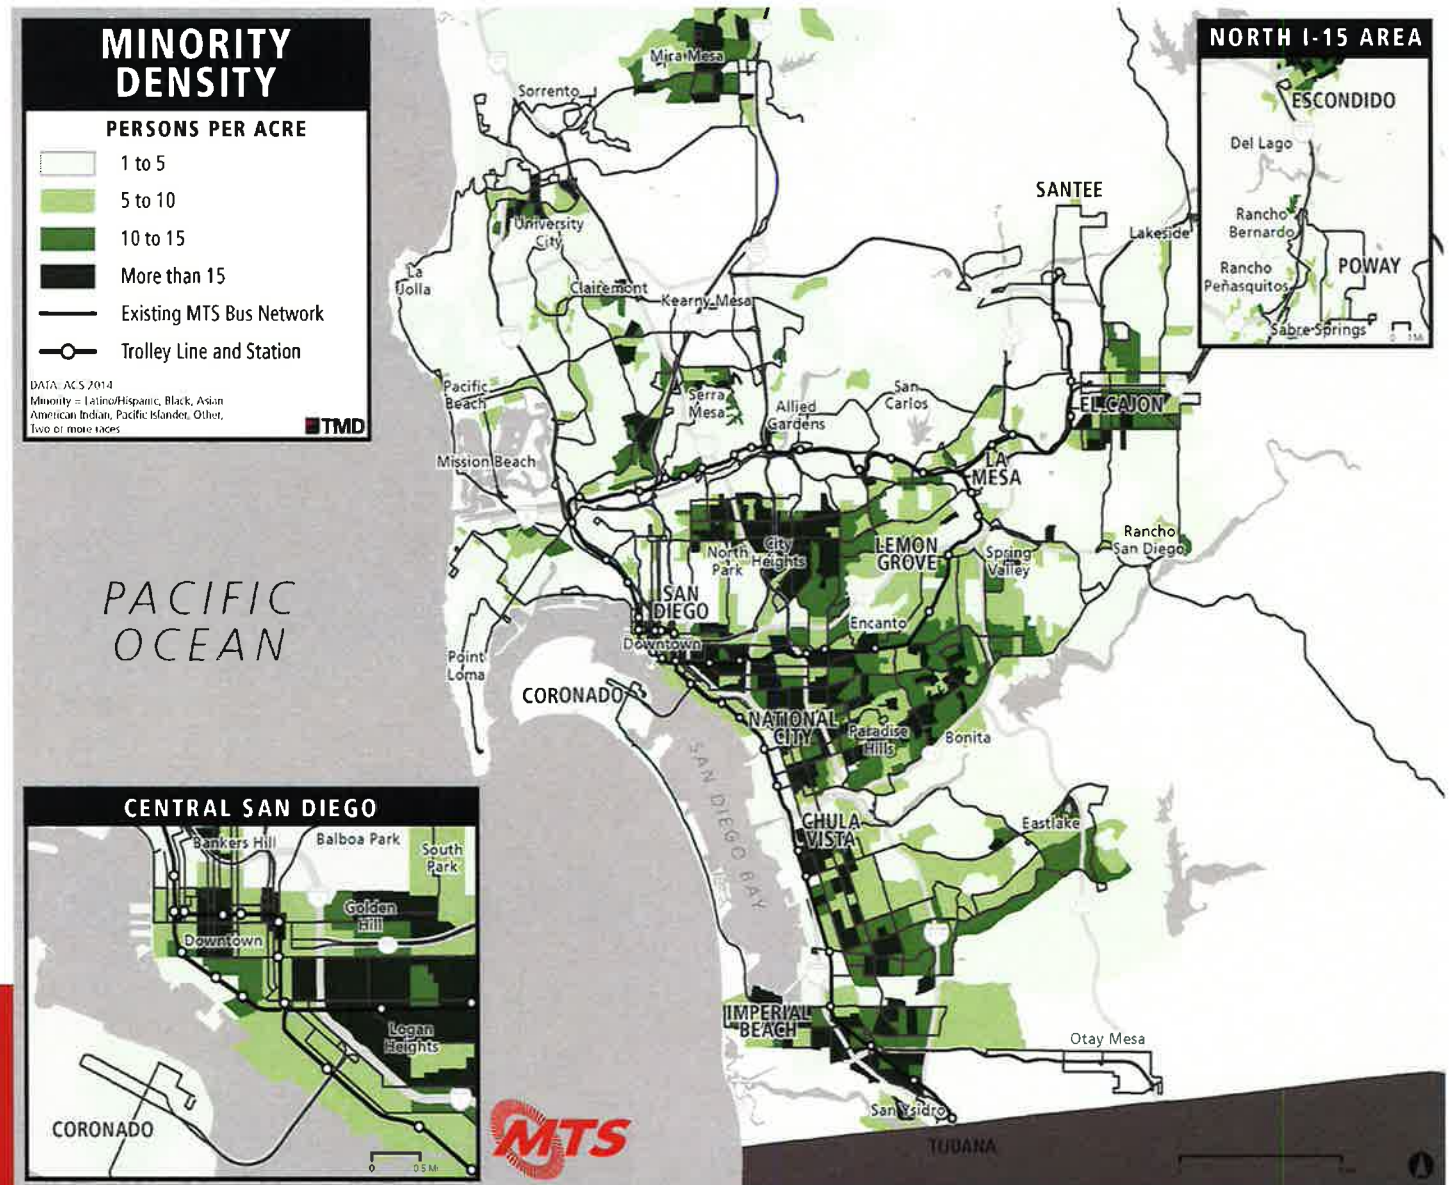 MINORITY
DENSITY
PERSONS PER ACRE
1 to 5
5 to 10
10 to 15
More than 15
Existing MTS Bus Network
Trolley Line and Station
DATA: ACS 2014
Minority = Latino/Hispanic, Black, Asian
American Indian, Pacific Islander, Other,
Two or more races
TMD
NORTH I-15 AREA
ESCONDIDO
Del Lago
Rancho
Bernardo
Rancho
Peñasquitos
POWAY
Sabre Springs
0 1 Mi
Mira Mesa
Sorrento
University
City
SANTEE
Lakeside
La
Jolla
Clairemont
Kearny Mesa
Pacific
Beach
Serra
Mesa
Allied
Gardens
San
Carlos
EL CAJON
Mission Beach
LA
MESA
Rancho
San Diego
North
Park
City
Heights
LEMON
GROVE
Spring
Valley
SAN
DIEGO
Encanto
Downtown
PACIFIC
OCEAN
Point
Loma
CORONADO
NATIONAL
CITY
Paradise
Hills
Bonita
SAN DIEGO BAY
CHULA
VISTA
Eastlake
IMPERIAL
BEACH
Otay Mesa
San Ysidro
TIJUANA
CENTRAL SAN DIEGO
Bankers Hill
Balboa Park
South
Park
Golden
Hill
Downtown
Logan
Heights
CORONADO
0 0.5 Mi
MTS